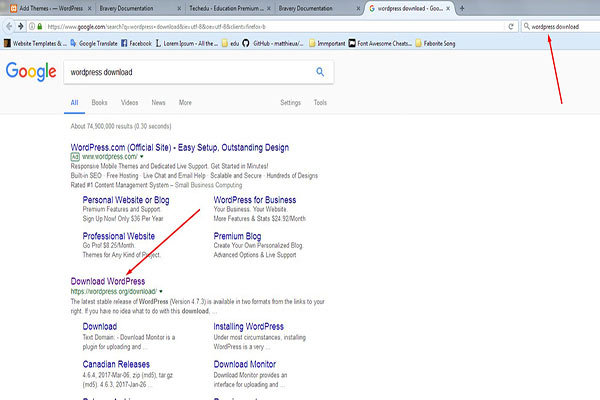 Add Themes ‹ — WordPress
Bravery Documentation
Techedu - Education Premium ...
Bravery Documentation
wordpress download - Goo...
https://www.google.com/search?q=wordpress+download&ie=utf-8&oe=utf-8&client=firefox-b
wordpress download
Website Templates & ...
Google Translate
Facebook
Lorem Ipsum - All the ...
edu
GitHub - matthieux/...
Important
Font Awesome Cheats...
Faborite Song
Google
wordpress download
All
Books
Videos
News
More
Settings
Tools
About 74,900,000 results (0.30 seconds)
WordPress.com (Official Site) - Easy Setup, Outstanding Design
Ad www.wordpress.com/
Responsive Mobile Themes and Dedicated Live Support. Get Started in Minutes!
Built-in SEO · Free Hosting · Live Chat and Email Help · Scalable and Secure · Hundreds of Designs
Rated #1 Content Management System – Small Business Computing
Personal Website or Blog
Premium Features and Support.
Sign Up Now! Only $36 Per Year
WordPress for Business
Your Business. Your Website.
More Features & Stats $24.92/Month
Professional Website
Go Pro! $8.25/Month.
Themes for Any Kind of Project.
Premium Blog
Create Your Own Personalized Blog.
Advanced Options & Live Support
Download WordPress
https://wordpress.org/download/
The latest stable release of WordPress (Version 4.7.3) is available in two formats from the links to your
right. If you have no idea what to do with this download, ...
Download
Text Domain: - Download Monitor is a
plugin for uploading and ...
Installing WordPress
Under most circumstances, installing
WordPress is a very ...
Canadian Releases
4.6.4, 2017-Mar-06, zip (md5), tar.gz
(md5). 4.6.3, 2017-Jan-26 ...
Download Monitor
Download Monitor provides an
interface for uploading and ...